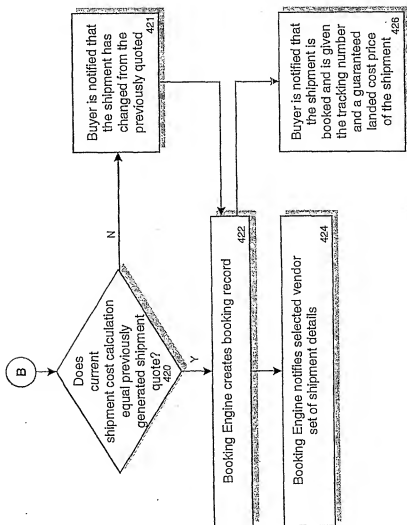 B
Does
current
shipment cost calculation
equal previously
generated shipment
quote?
420
N
Y
421
Buyer is notified that
the shipment has
changed from the
previously quoted
422
Booking Engine creates booking record
424
Booking Engine notifies selected vendor
set of shipment details
426
Buyer is notified that
the shipment is
booked and is given
the tracking number
and a guaranteed
landed cost price
of the shipment